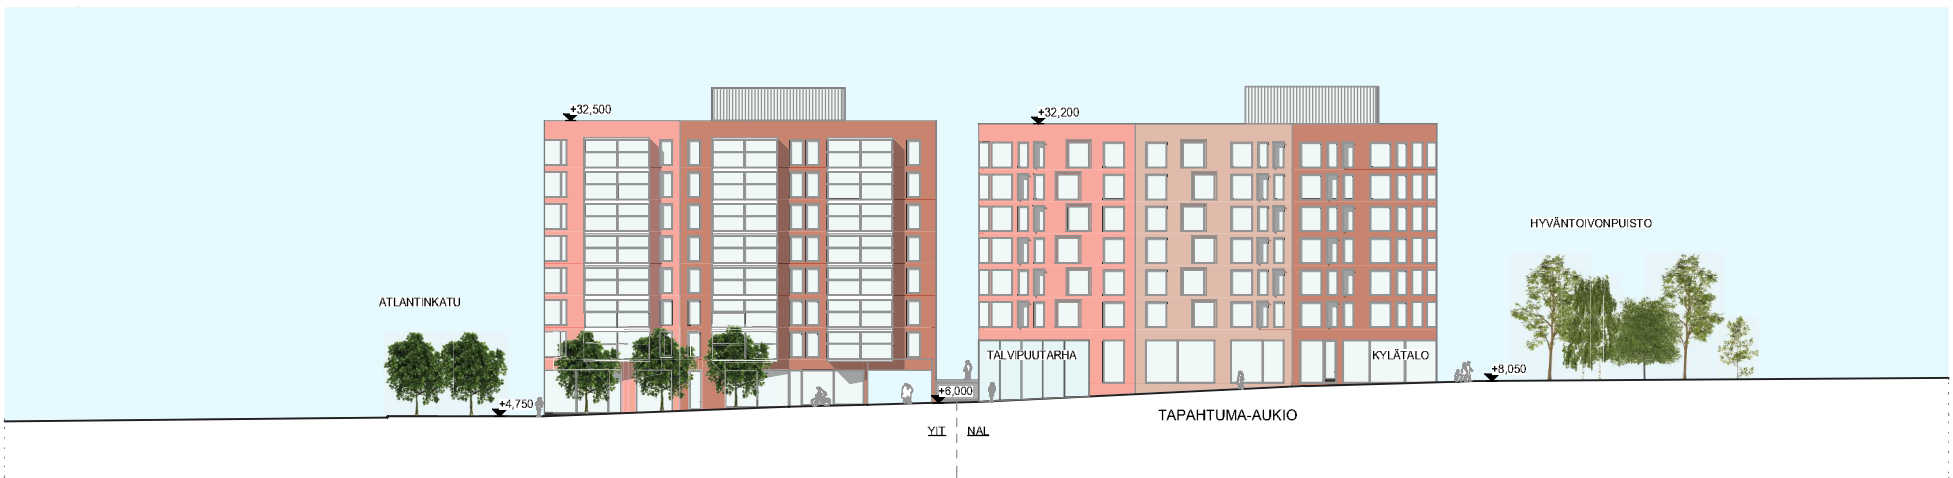 +32,500
+32,200
HYVÄNTOIVONPUISTO
ATLANTINKATU
TALVIPUUTARHA
KYLÄTALO
+8,050
+6,000
+4,750
TAPAHTUMA-AUKIO
YIT NAL